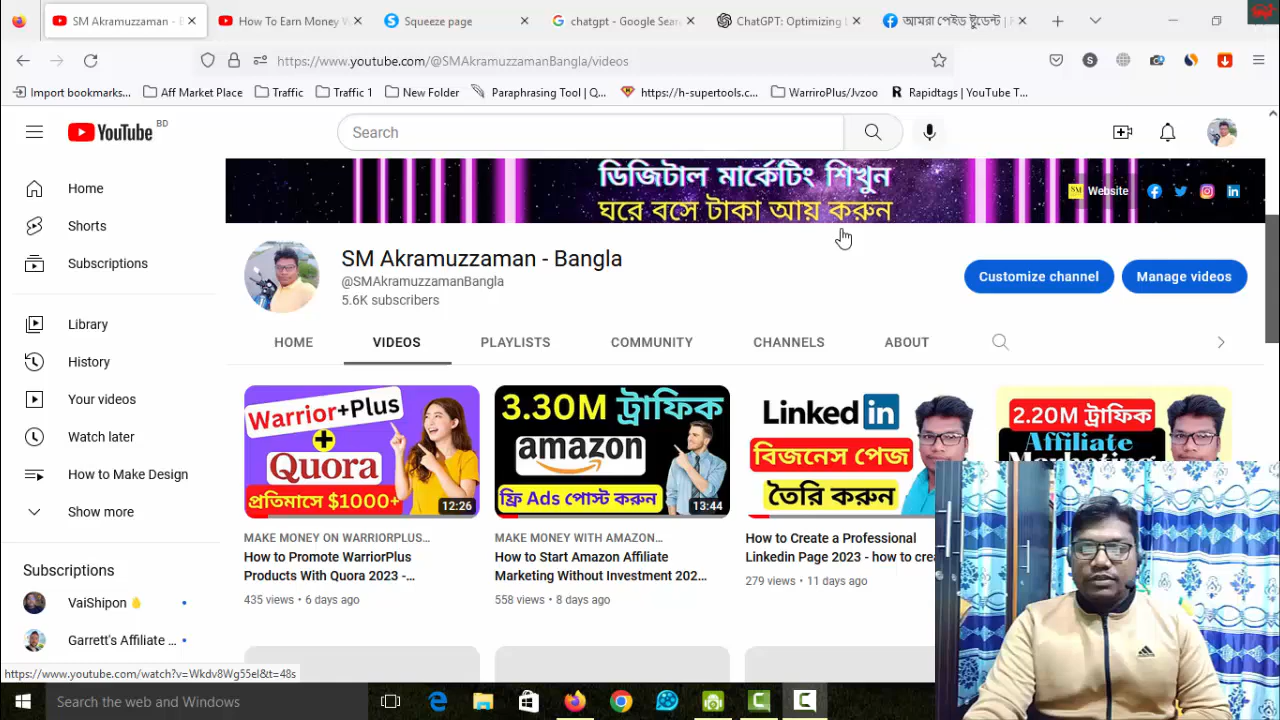 SM Akramuzzaman - B
How To Earn Money W
Squeeze page
chatgpt - Google Sear
ChatGPT: Optimizing L
আমরা পেইড ষ্টুডেন্ট | F
https://www.youtube.com/@SMAkramuzzamanBangla/videos
Import bookmarks...
Aff Market Place
Traffic
Traffic 1
New Folder
Paraphrasing Tool | Q...
https://h-supertools.c...
WarriroPlus/Jvzoo
Rapidtags | YouTube T...
YouTube BD
Search
ডিজিটাল মার্কেটিং শিখুন
ঘরে বসে টাকা আয় করুন
SM Website
Home
Shorts
Subscriptions
Library
History
Your videos
Watch later
How to Make Design
Show more
Subscriptions
VaiShipon
Garrett's Affiliate ...
SM Akramuzzaman - Bangla
@SMAkramuzzamanBangla
5.6K subscribers
Customize channel
Manage videos
HOME
VIDEOS
PLAYLISTS
COMMUNITY
CHANNELS
ABOUT
Warrior+Plus
+
Quora
প্রতিমাসে $1000+
12:26
3.30M ট্রাফিক
amazon
ফ্রি Ads পোস্ট করুন
13:44
Linked in
বিজনেস পেজ
তৈরি করুন
2.20M ট্রাফিক
Affiliate
Marketing
MAKE MONEY ON WARRIORPLUS...
How to Promote WarriorPlus
Products With Quora 2023 -...
435 views • 6 days ago
MAKE MONEY WITH AMAZON...
How to Start Amazon Affiliate
Marketing Without Investment 202...
558 views • 8 days ago
How to Create a Professional
Linkedin Page 2023 - how to cre
279 views • 11 days ago
https://www.youtube.com/watch?v=Wkdv8Wg55eI&t=48s
Search the web and Windows